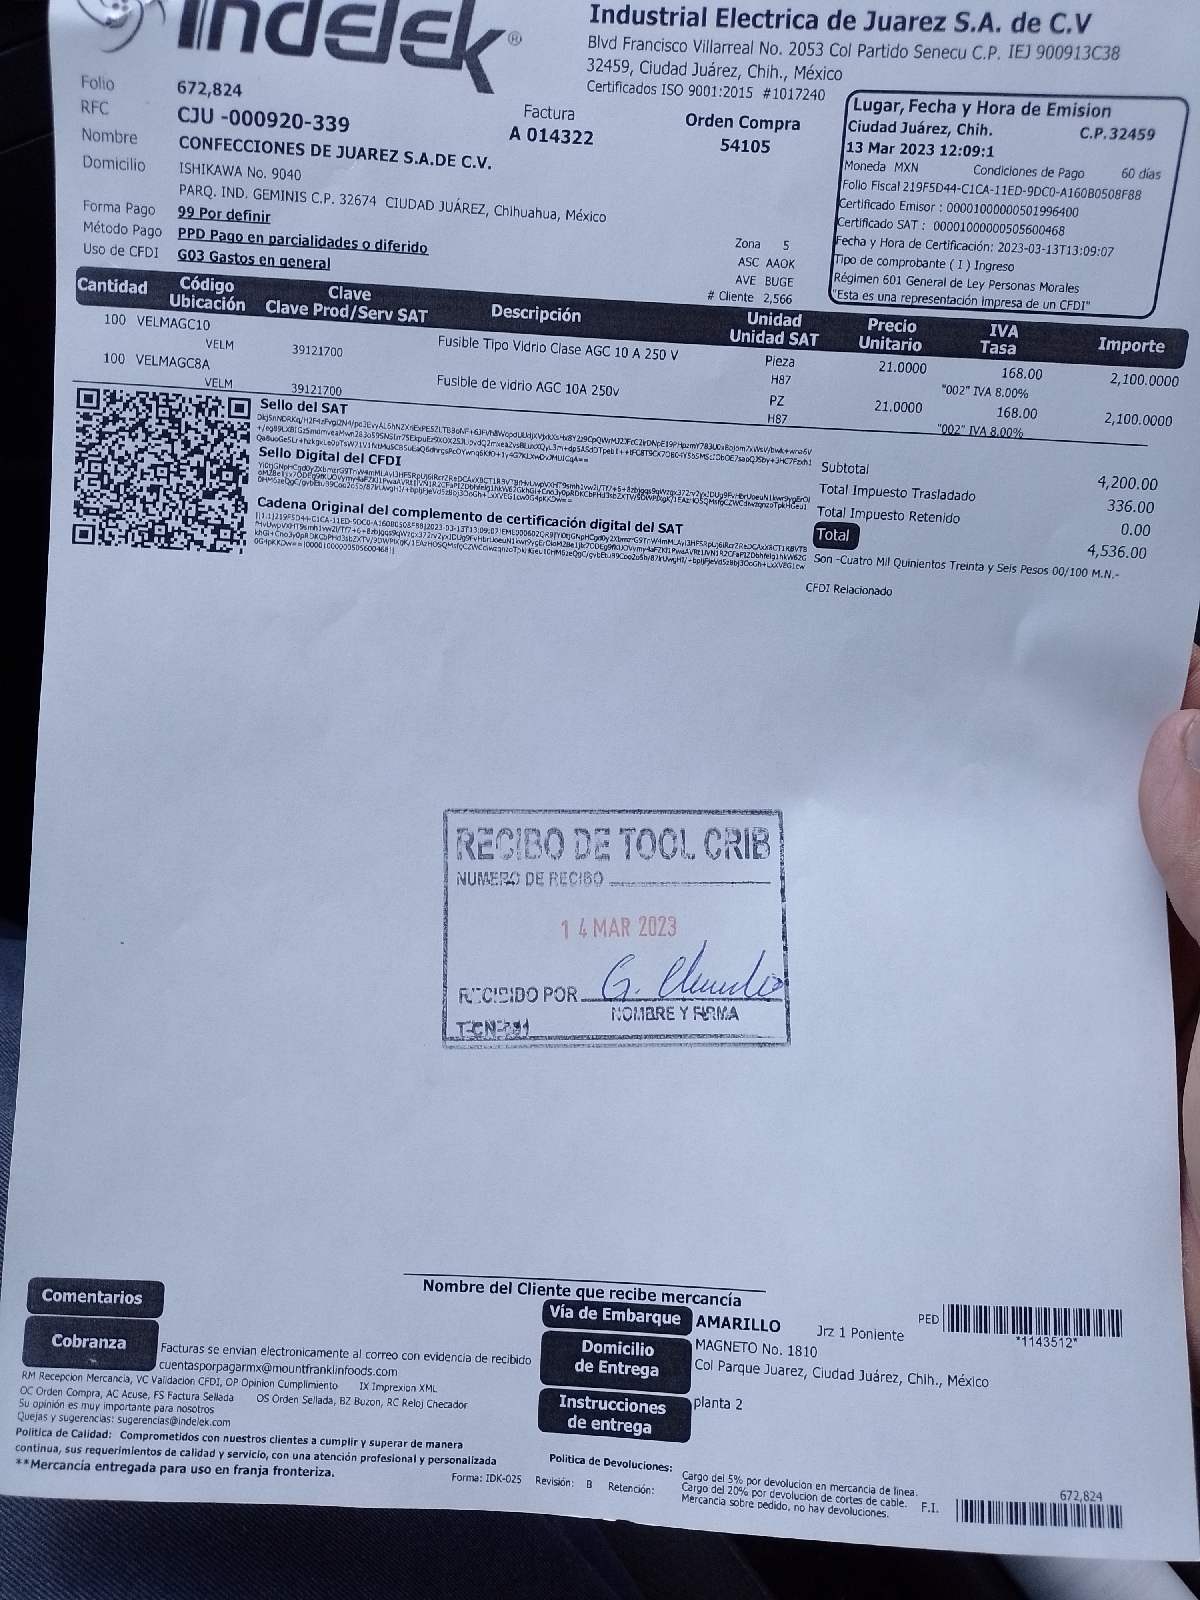 Indelek®
Industrial Electrica de Juarez S.A. de C.V
Blvd Francisco Villarreal No. 2053 Col Partido Senecu C.P. IEJ 900913C38
32459, Ciudad Juárez, Chih., México
Certificados ISO 9001:2015 #1017240
Folio 672,824
RFC CJU -000920-339
Nombre CONFECCIONES DE JUAREZ S.A.DE C.V.
Domicilio ISHIKAWA No. 9040
PARQ. IND. GEMINIS C.P. 32674 CIUDAD JUÁREZ, Chihuahua, México
Forma Pago 99 Por definir
Método Pago PPD Pago en parcialidades o diferido
Uso de CFDI G03 Gastos en general
Factura
A 014322
Orden Compra
54105
Zona 5
ASC AAOK
AVE BUGE
# Cliente 2,566
Lugar, Fecha y Hora de Emision
Ciudad Juárez, Chih. C.P.32459
13 Mar 2023 12:09:1
Moneda MXN Condiciones de Pago 60 días
Folio Fiscal 219F5D44-C1CA-11ED-9DC0-A160B0508F88
Certificado Emisor : 00001000000501996400
Certificado SAT : 00001000000505600468
Fecha y Hora de Certificación: 2023-03-13T13:09:07
Tipo de comprobante ( I ) Ingreso
Régimen 601 General de Ley Personas Morales
"Esta es una representación impresa de un CFDI"
Cantidad Código Ubicación Clave Clave Prod/Serv SAT Descripción Unidad Unidad SAT Precio Unitario IVA Tasa Importe
100 VELMAGC10 Fusible Tipo Vidrio Clase AGC 10 A 250 V Pieza 21.0000 168.00 2,100.0000
VELM 39121700 H87 "002" IVA 8.00%
100 VELMAGC8A Fusible de vidrio AGC 10A 250v PZ 21.0000 168.00 2,100.0000
VELM 39121700 H87 "002" IVA 8.00%
Sello del SAT
Sello Digital del CFDI
Cadena Original del complemento de certificación digital del SAT
Subtotal 4,200.00
Total Impuesto Trasladado 336.00
Total Impuesto Retenido 0.00
Total 4,536.00
Son -Cuatro Mil Quinientos Treinta y Seis Pesos 00/100 M.N.-
CFDI Relacionado
RECIBO DE TOOL CRIB
NUMERO DE RECIBO
14 MAR 2023
RECIBIDO POR G.
NOMBRE Y FIRMA
Nombre del Cliente que recibe mercancía
Comentarios
Cobranza
Facturas se envian electronicamente al correo con evidencia de recibido
cuentasporpagarmx@mountfranklinfoods.com
RM Recepcion Mercancia, VC Validacion CFDI, OP Opinion Cumplimiento IX Imprexion XML
OC Orden Compra, AC Acuse, FS Factura Sellada OS Orden Sellada, BZ Buzon, RC Reloj Checador
Su opinión es muy importante para nosotros
Quejas y sugerencias: sugerencias@indelek.com
Politica de Calidad: Comprometidos con nuestros clientes a cumplir y superar de manera
continua, sus requerimientos de calidad y servicio, con una atención profesional y personalizada
**Mercancia entregada para uso en franja fronteriza.
Forma: IDK-025 Revisión: B Retención:
Vía de Embarque AMARILLO Jrz 1 Poniente
Domicilio de Entrega MAGNETO No. 1810
Col Parque Juarez, Ciudad Juárez, Chih., México
Instrucciones de entrega planta 2
PED *1143512*
Politica de Devoluciones:
Cargo del 5% por devolucion en mercancia de linea.
Cargo del 20% por devolucion de cortes de cable.
Mercancia sobre pedido, no hay devoluciones.
F.I. 672,824